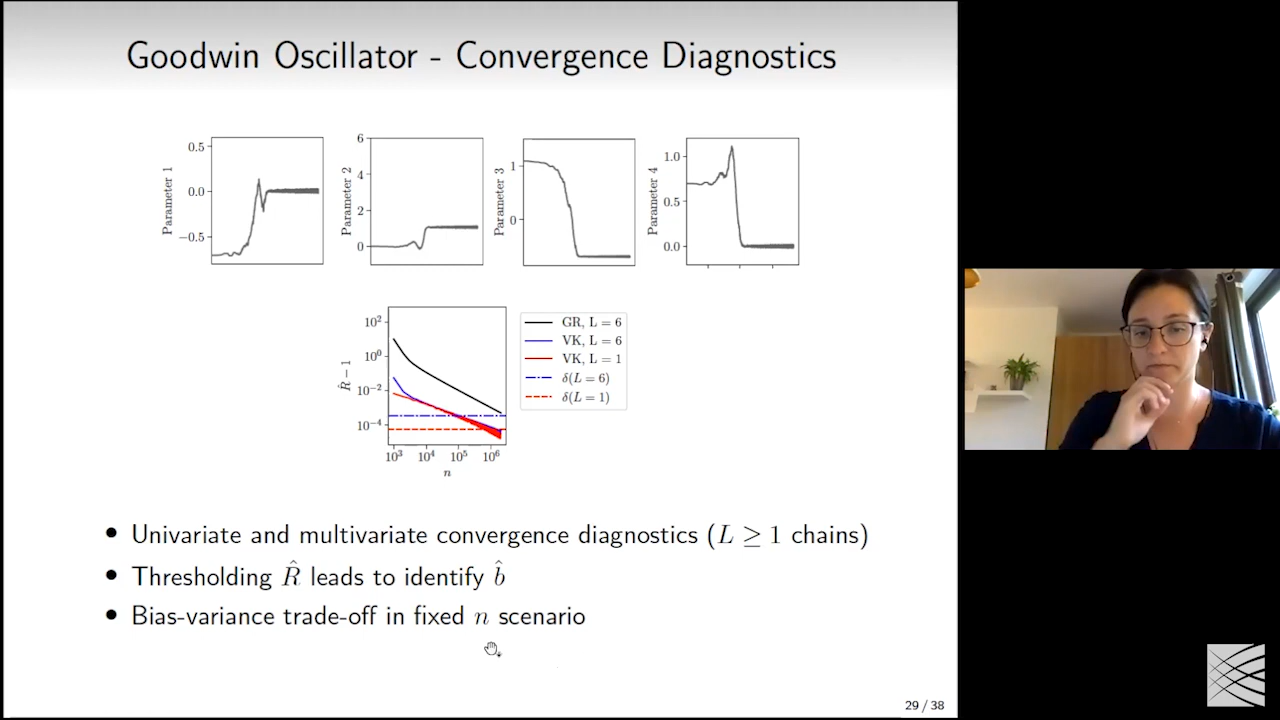 Goodwin Oscillator - Convergence Diagnostics
Parameter 1
0.5
0.0
−0.5
Parameter 2
6
4
2
0
Parameter 3
1
0
Parameter 4
1.0
0.5
0.0
R̂ − 1
10²
10⁰
10⁻²
10⁻⁴
10³ 10⁴ 10⁵ 10⁶
n
GR, L = 6
VK, L = 6
VK, L = 1
δ(L = 6)
δ(L = 1)
• Univariate and multivariate convergence diagnostics (L ≥ 1 chains)
• Thresholding R̂ leads to identify b̂
• Bias-variance trade-off in fixed n scenario
29 / 38